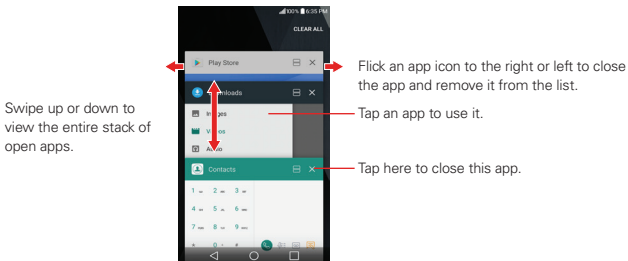 100% 6:35 PM
CLEAR ALL
Play Store
Flick an app icon to the right or left to close
the app and remove it from the list.
Swipe up or down to
view the entire stack of
open apps.
Images
Tap an app to use it.
Videos
Contacts
Tap here to close this app.
1 2 3
4 5 6
7 8 9
* 0 #